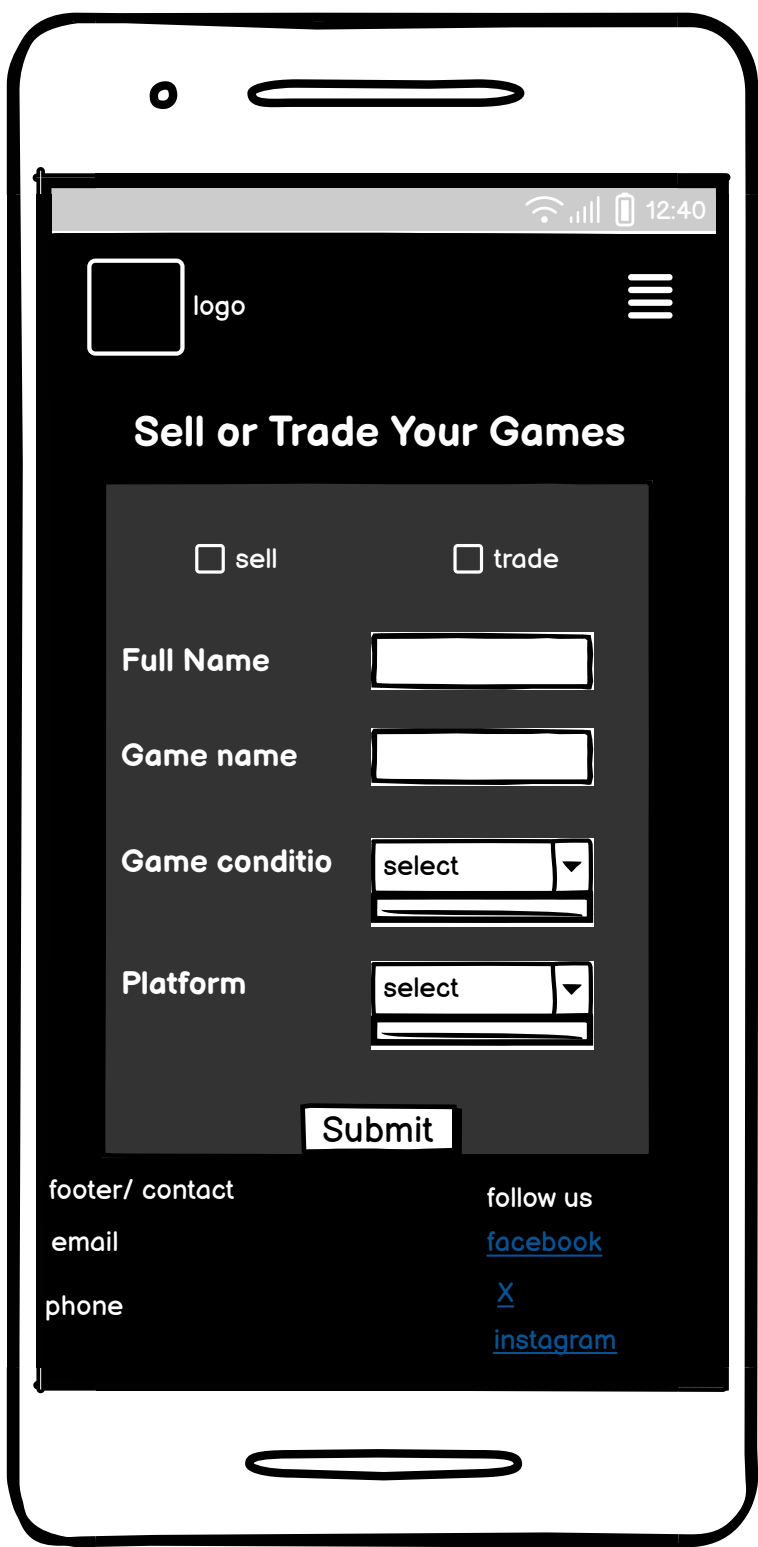 12:40
logo
Sell or Trade Your Games
sell
trade
Full Name
Game name
Game conditio
select
Platform
select
Submit
footer/ contact
follow us
email
facebook
X
phone
instagram